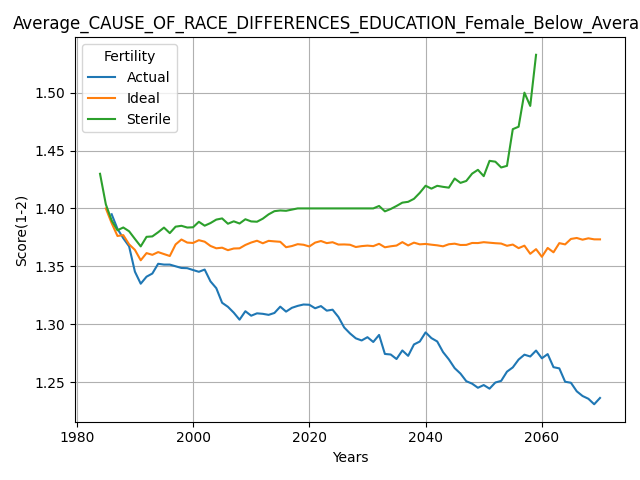 Average_CAUSE_OF_RACE_DIFFERENCES_EDUCATION_Female_Below_Avera
Fertility
Actual
Ideal
Sterile
Score(1-2)
1.50
1.45
1.40
1.35
1.30
1.25
1980 2000 2020 2040 2060
Years